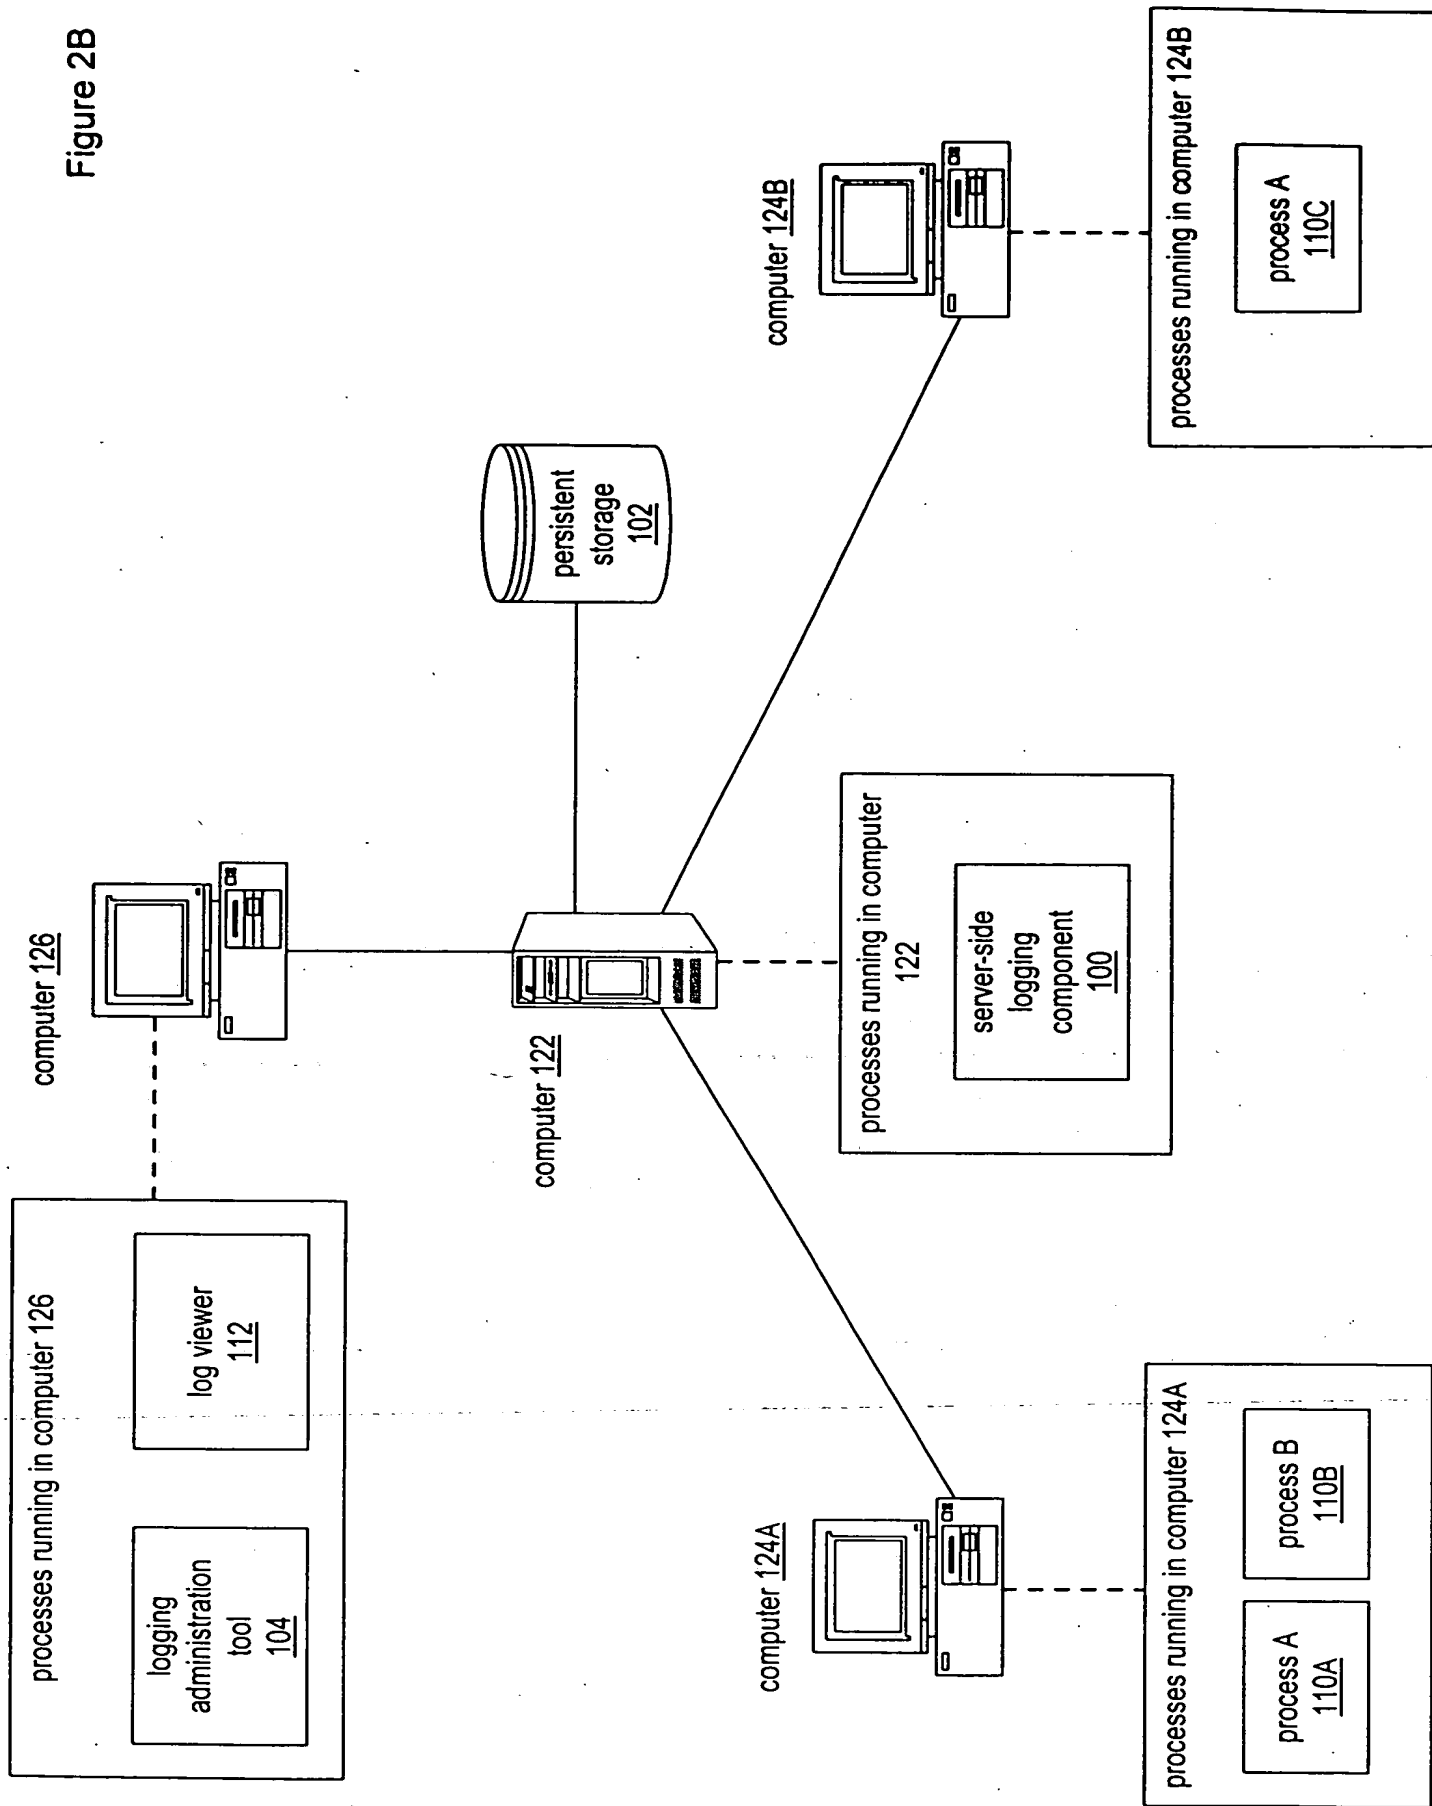 Figure 2B
processes running in computer 126
logging
administration
tool
104
log viewer
112
computer 126
computer 122
persistent
storage
102
processes running in computer
122
server-side
logging
component
100
computer 124A
processes running in computer 124A
process A
110A
process B
110B
computer 124B
processes running in computer 124B
process A
110C